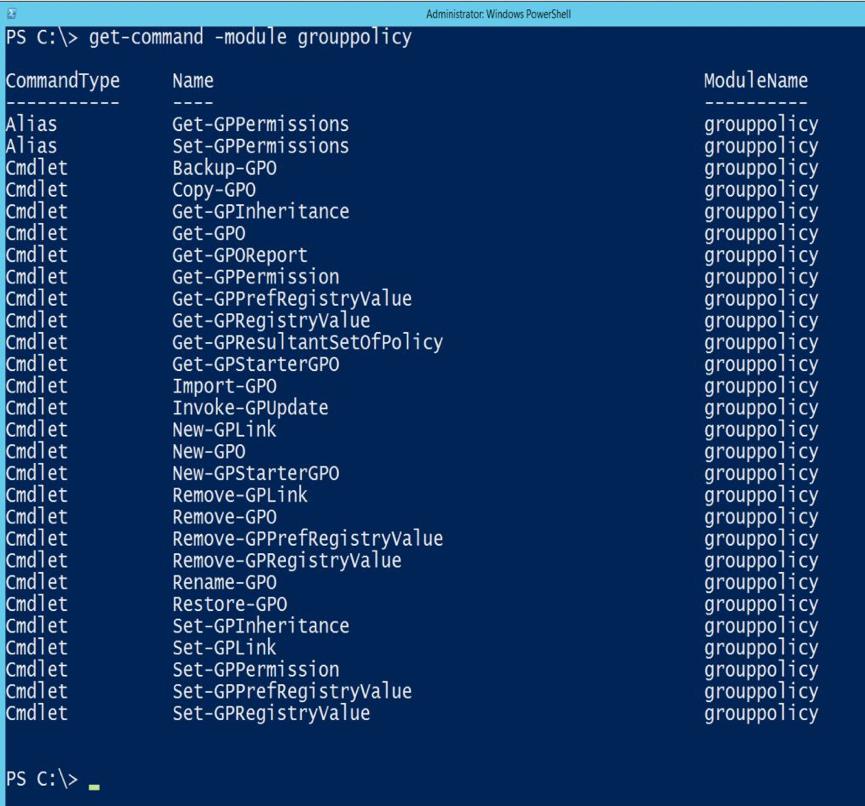 Administrator: Windows PowerShell
PS C:\> get-command -module grouppolicy
CommandType Name ModuleName
----------- ---- ----------
Alias Get-GPPermissions grouppolicy
Alias Set-GPPermissions grouppolicy
Cmdlet Backup-GPO grouppolicy
Cmdlet Copy-GPO grouppolicy
Cmdlet Get-GPInheritance grouppolicy
Cmdlet Get-GPO grouppolicy
Cmdlet Get-GPOReport grouppolicy
Cmdlet Get-GPPermission grouppolicy
Cmdlet Get-GPPrefRegistryValue grouppolicy
Cmdlet Get-GPRegistryValue grouppolicy
Cmdlet Get-GPResultantSetOfPolicy grouppolicy
Cmdlet Get-GPStarterGPO grouppolicy
Cmdlet Import-GPO grouppolicy
Cmdlet Invoke-GPUpdate grouppolicy
Cmdlet New-GPLink grouppolicy
Cmdlet New-GPO grouppolicy
Cmdlet New-GPStarterGPO grouppolicy
Cmdlet Remove-GPLink grouppolicy
Cmdlet Remove-GPO grouppolicy
Cmdlet Remove-GPPrefRegistryValue grouppolicy
Cmdlet Remove-GPRegistryValue grouppolicy
Cmdlet Rename-GPO grouppolicy
Cmdlet Restore-GPO grouppolicy
Cmdlet Set-GPInheritance grouppolicy
Cmdlet Set-GPLink grouppolicy
Cmdlet Set-GPPermission grouppolicy
Cmdlet Set-GPPrefRegistryValue grouppolicy
Cmdlet Set-GPRegistryValue grouppolicy
PS C:\> _